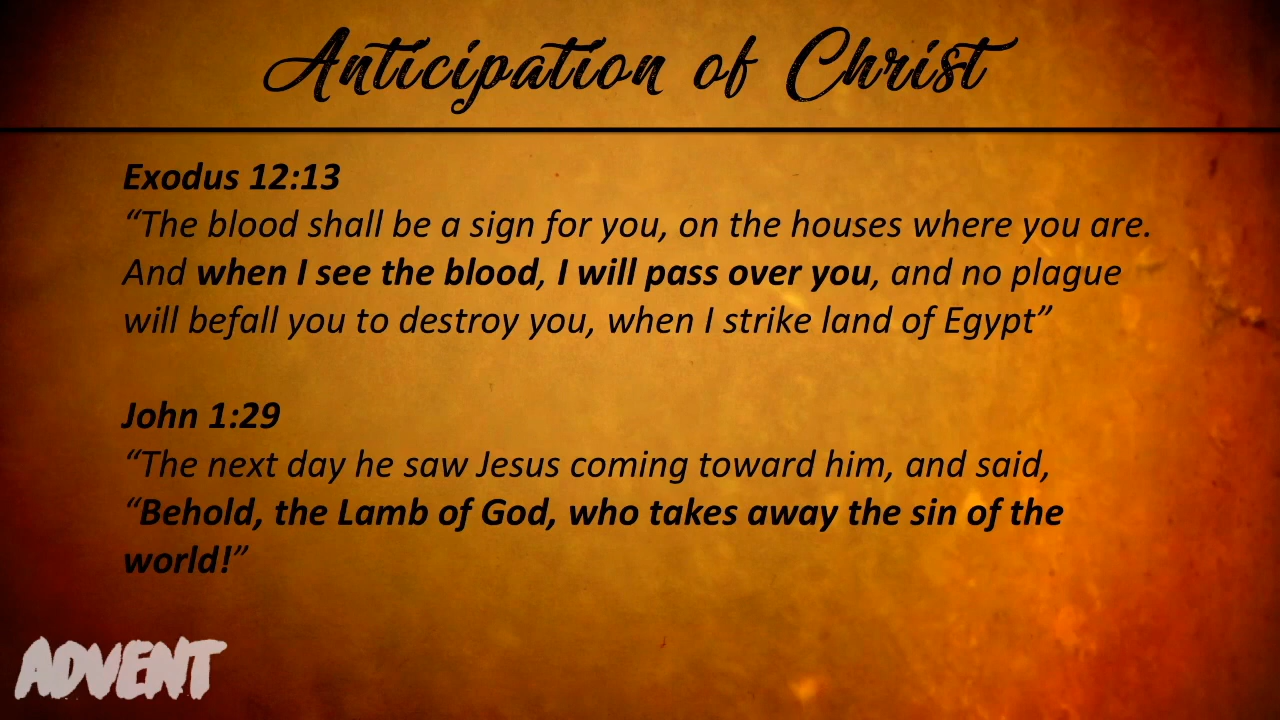 Anticipation of Christ
Exodus 12:13
“The blood shall be a sign for you, on the houses where you are.
And when I see the blood, I will pass over you, and no plague
will befall you to destroy you, when I strike land of Egypt”
John 1:29
“The next day he saw Jesus coming toward him, and said,
“Behold, the Lamb of God, who takes away the sin of the
world!”
ADVENT